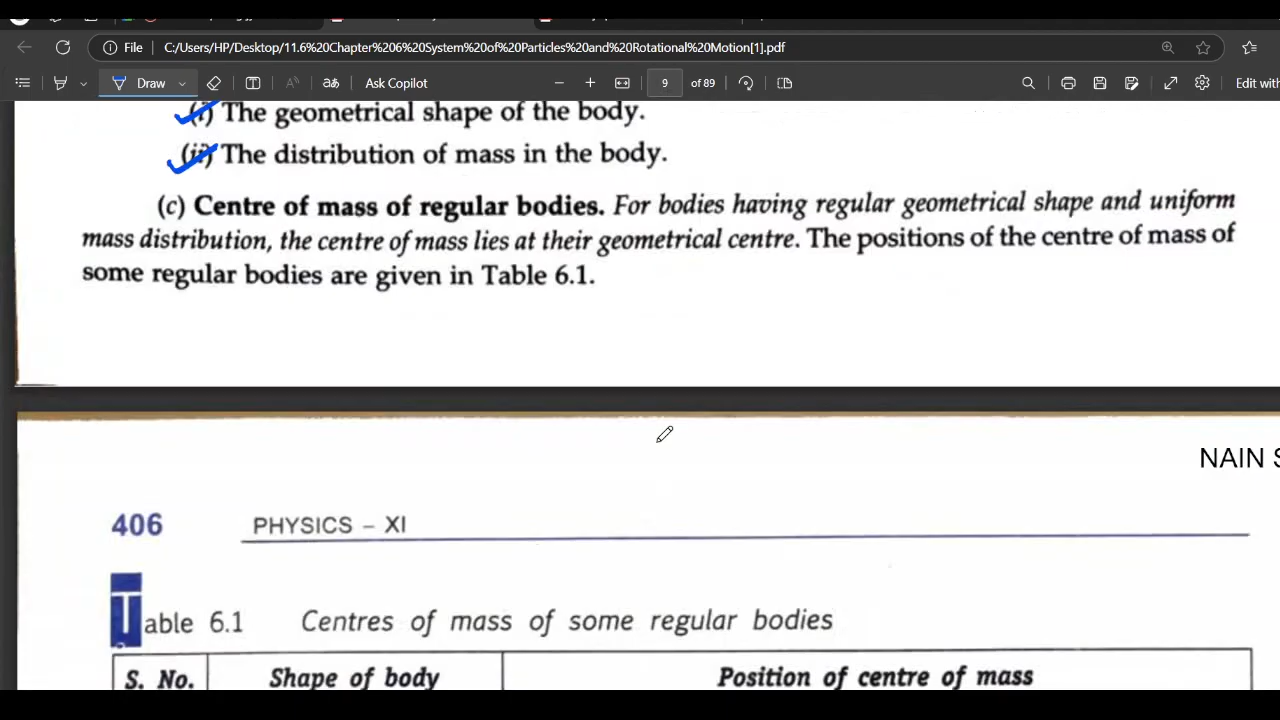 File C:/Users/HP/Desktop/11.6%20Chapter%206%20System%20of%20Particles%20and%20Rotational%20Motion[1].pdf
Draw Ask Copilot 9 of 89 Edit with
(i) The geometrical shape of the body.
(ii) The distribution of mass in the body.
(c) Centre of mass of regular bodies. For bodies having regular geometrical shape and uniform
mass distribution, the centre of mass lies at their geometrical centre. The positions of the centre of mass of
some regular bodies are given in Table 6.1.
NAIN S
406 PHYSICS – XI
Table 6.1 Centres of mass of some regular bodies
S. No. Shape of body Position of centre of mass